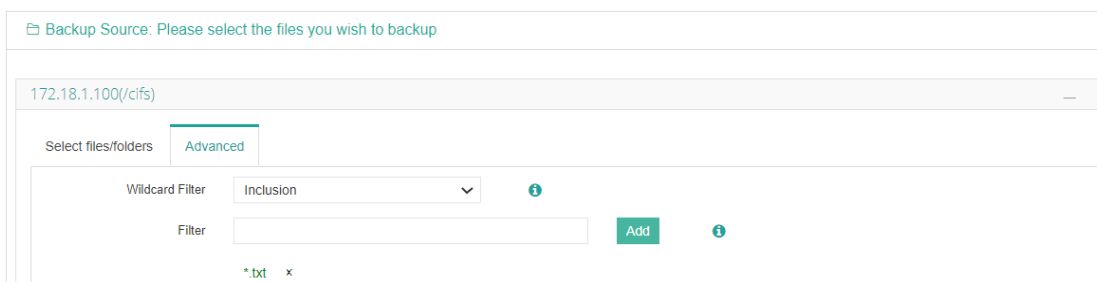 Backup Source: Please select the files you wish to backup
172.18.1.100(/cifs)
Select files/folders Advanced
Wildcard Filter Inclusion
Filter Add
*.txt x